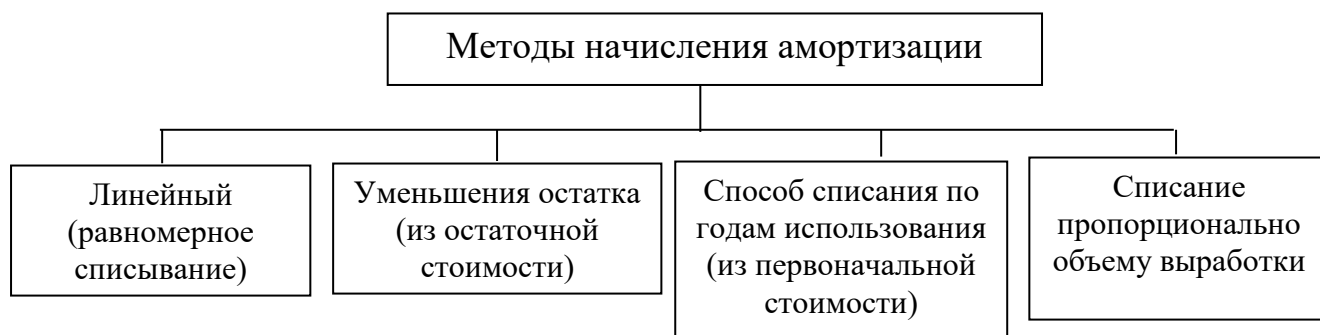 Методы начисления амортизации
Линейный
(равномерное
списывание)
Уменьшения остатка
(из остаточной
стоимости)
Способ списания по
годам использования
(из первоначальной
стоимости)
Списание
пропорционально
объему выработки